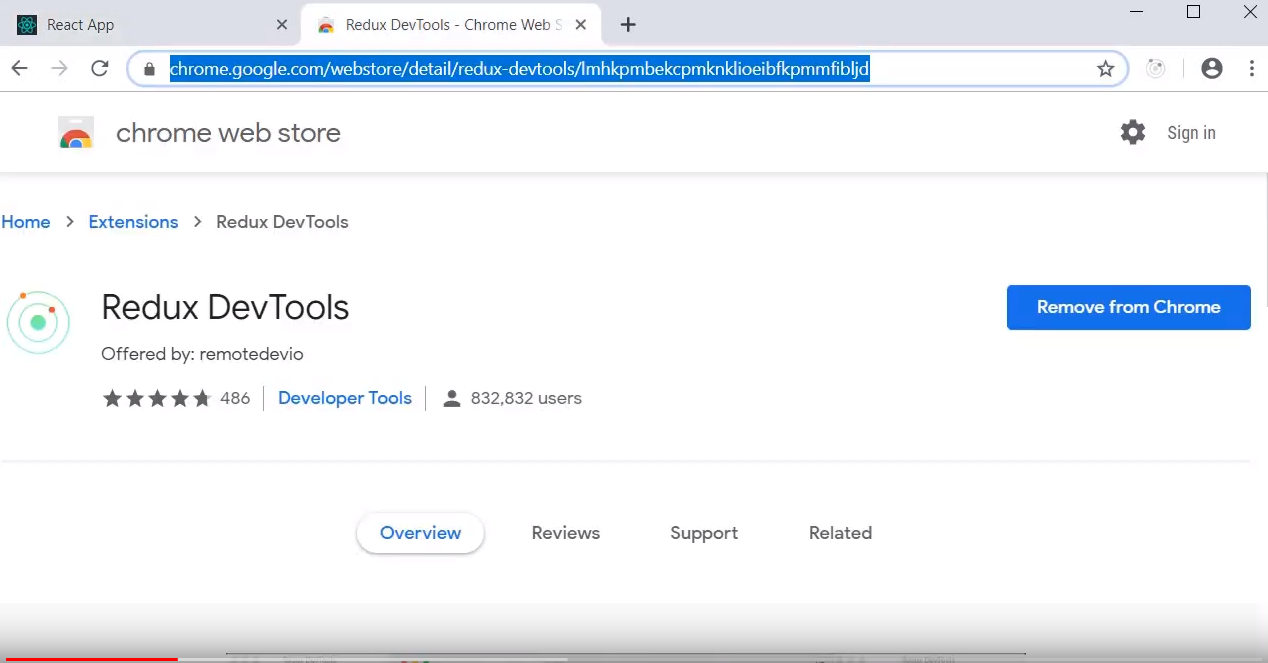 React App
Redux DevTools - Chrome Web S
chrome.google.com/webstore/detail/redux-devtools/lmhkpmbekcpmknklioeibfkpmmfibljd
chrome web store
Sign in
Home > Extensions > Redux DevTools
Redux DevTools
Remove from Chrome
Offered by: remotedevio
486
Developer Tools
832,832 users
Overview
Reviews
Support
Related